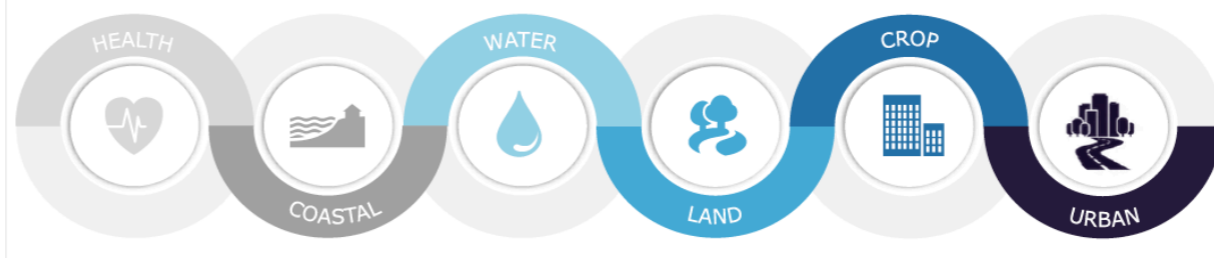 HEALTH
COASTAL
WATER
LAND
CROP
URBAN